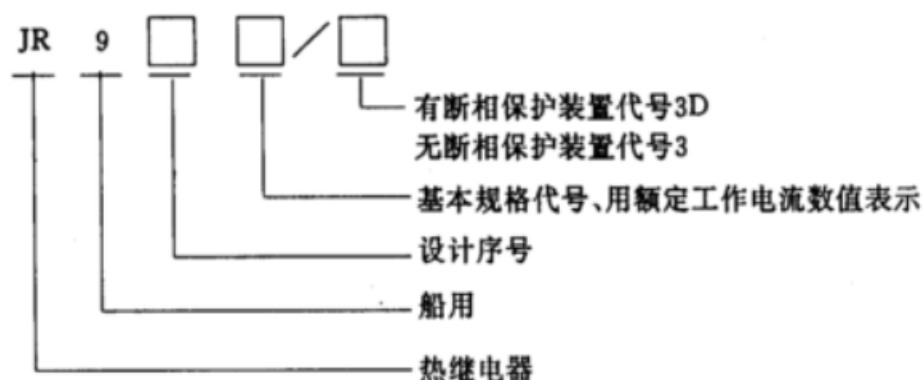 JR 9 □ □／□
有断相保护装置代号3D
无断相保护装置代号3
基本规格代号、用额定工作电流数值表示
设计序号
船用
热继电器